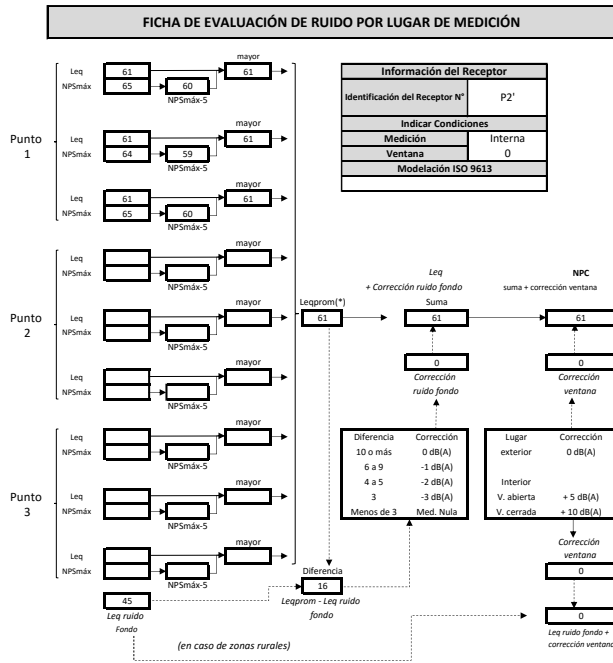 FICHA DE EVALUACIÓN DE RUIDO POR LUGAR DE MEDICIÓN
mayor
Leq 61 61
NPSmáx 65 60
NPSmáx-5
Punto 1
mayor
Leq 61 61
NPSmáx 64 59
NPSmáx-5
mayor
Leq 61 61
NPSmáx 65 60
NPSmáx-5
Información del Receptor
Identificación del Receptor N° P2'
Indicar Condiciones
Medición Interna
Ventana 0
Modelación ISO 9613
Punto 2
mayor
Leq
NPSmáx
NPSmáx-5
mayor
Leq
NPSmáx
NPSmáx-5
mayor
Leq
NPSmáx
NPSmáx-5
Punto 3
mayor
Leq
NPSmáx
NPSmáx-5
mayor
Leq
NPSmáx
NPSmáx-5
mayor
Leq
NPSmáx
NPSmáx-5
Leqprom(*)
61
Leq
+ Corrección ruido fondo
Suma
61
0
Corrección
ruido fondo
NPC
suma + corrección ventana
61
0
Corrección
ventana
Diferencia Corrección
10 o más 0 dB(A)
6 a 9 -1 dB(A)
4 a 5 -2 dB(A)
3 -3 dB(A)
Menos de 3 Med. Nula
Lugar Corrección
exterior 0 dB(A)
Interior
V. abierta + 5 dB(A)
V. cerrada + 10 dB(A)
Corrección
ventana
0
0
Leq ruido fondo +
corrección ventana
Diferencia
16
Leqprom - Leq ruido
fondo
45
Leq ruido
Fondo
(en caso de zonas rurales)